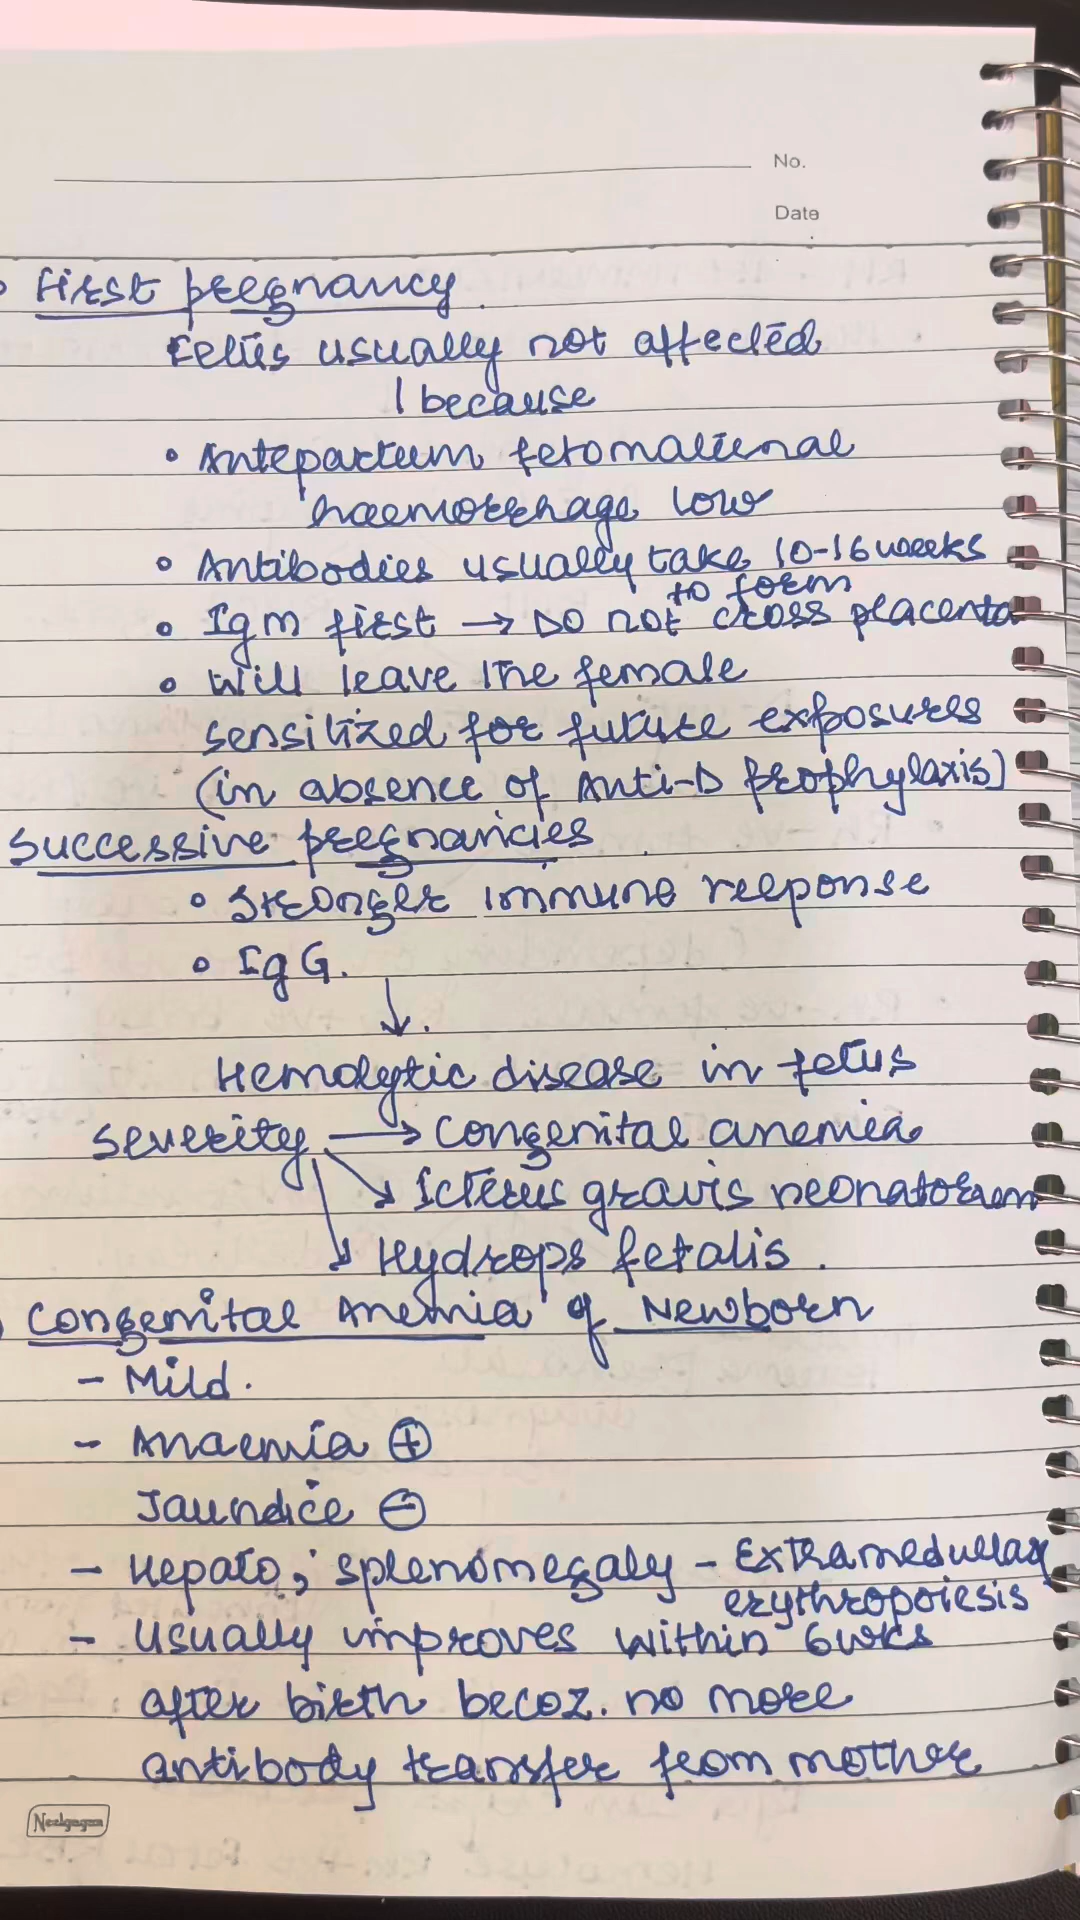 No.
Date
First pregnancy.
Fetus usually not affected
| because
• Antepartum fetomaternal
haemorrhage low
• Antibodies usually take 10-16 weeks
to form
• IgM first → Do not cross placenta
• Will leave the female
sensitized for future exposures
(in absence of Anti-D prophylaxis)
Successive pregnancies
• Stronger immune response
• IgG.
↓.
Hemolytic disease in fetus
Severity → Congenital anemia
↘ Icterus gravis neonatorum
↓ Hydrops fetalis.
Congenital Anemia of Newborn
- Mild.
- Anaemia ⊕
Jaundice ⊖
- Hepato, splenomegaly - Extramedullary
erythropoiesis
- Usually improves within 6wks
after birth becoz. no more
antibody transfer from mother
Neelgagan